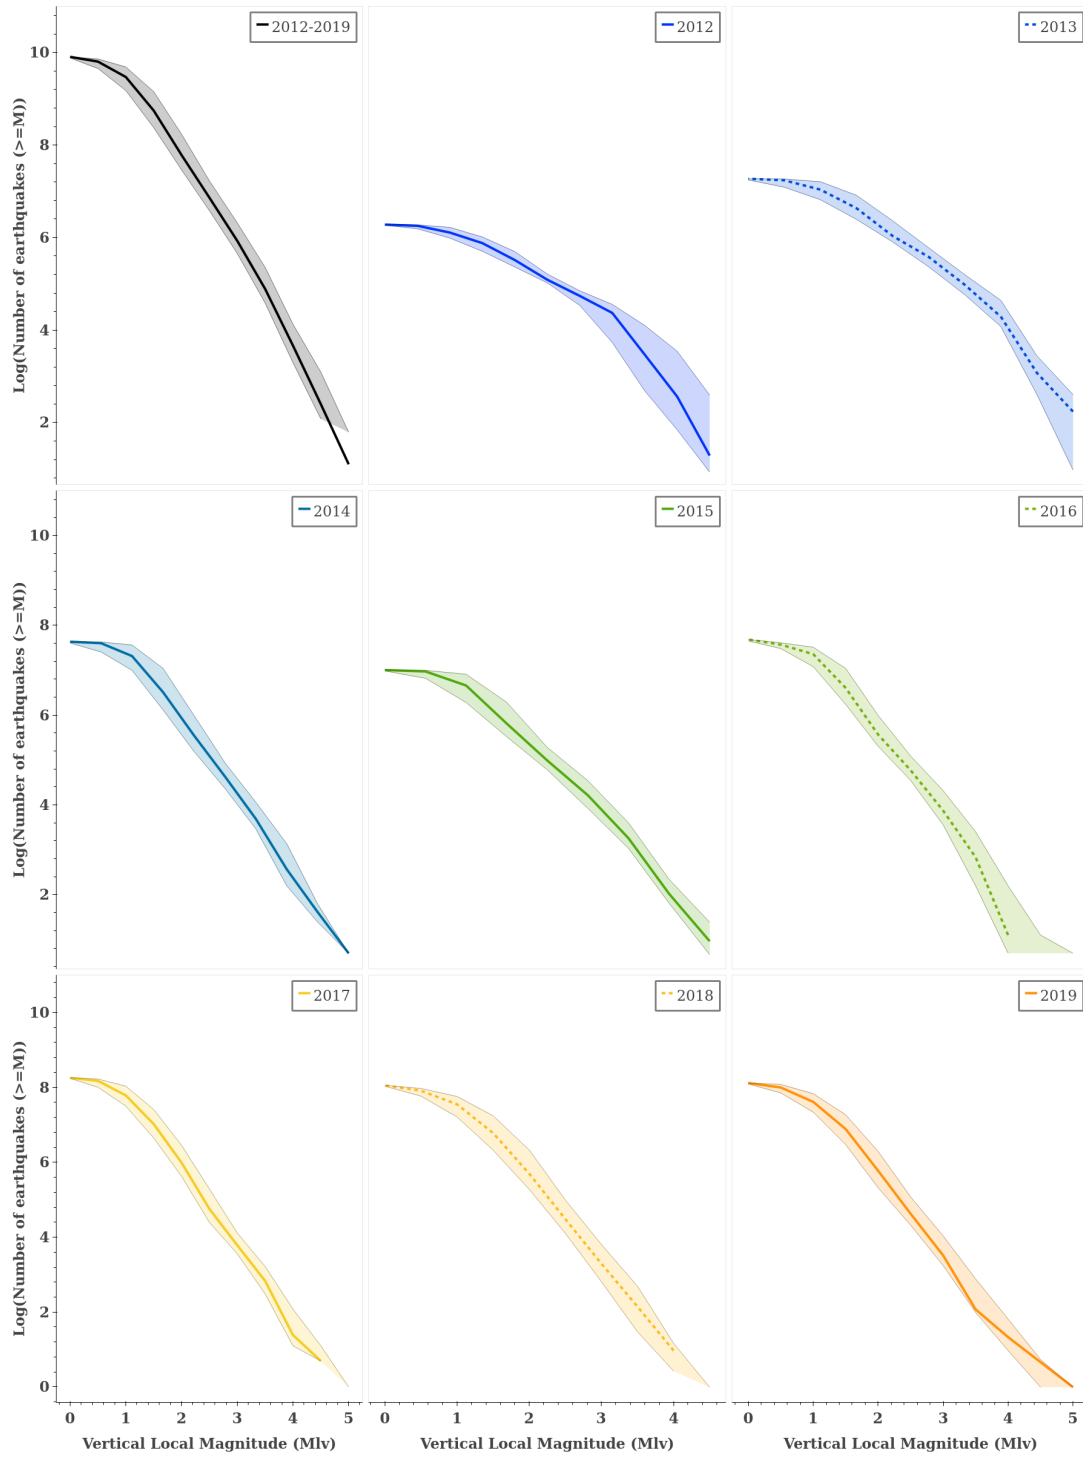 2012-2019
2012
2013
10
8
6
4
2
Log(Number of earthquakes (>=M))
2014
2015
2016
10
8
6
4
2
Log(Number of earthquakes (>=M))
2017
2018
2019
10
8
6
4
2
0
Log(Number of earthquakes (>=M))
0 1 2 3 4 5
0 1 2 3 4
0 1 2 3 4 5
Vertical Local Magnitude (Mlv)
Vertical Local Magnitude (Mlv)
Vertical Local Magnitude (Mlv)